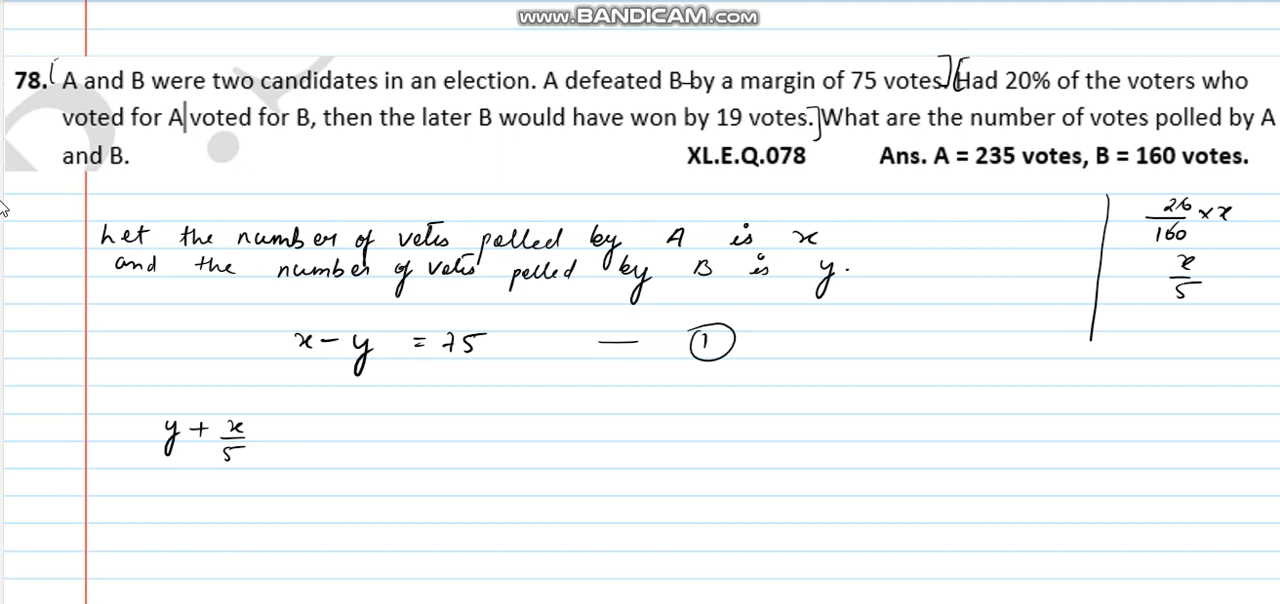 www.BANDICAM.com
78. A and B were two candidates in an election. A defeated B by a margin of 75 votes. Had 20% of the voters who
voted for A voted for B, then the later B would have won by 19 votes. What are the number of votes polled by A
and B. XL.E.Q.078 Ans. A = 235 votes, B = 160 votes.
Let the number of votes polled by A is x
and the number of votes polled by B is y.
x - y = 75 — ①
y + x/5
20/100 × x
x/5